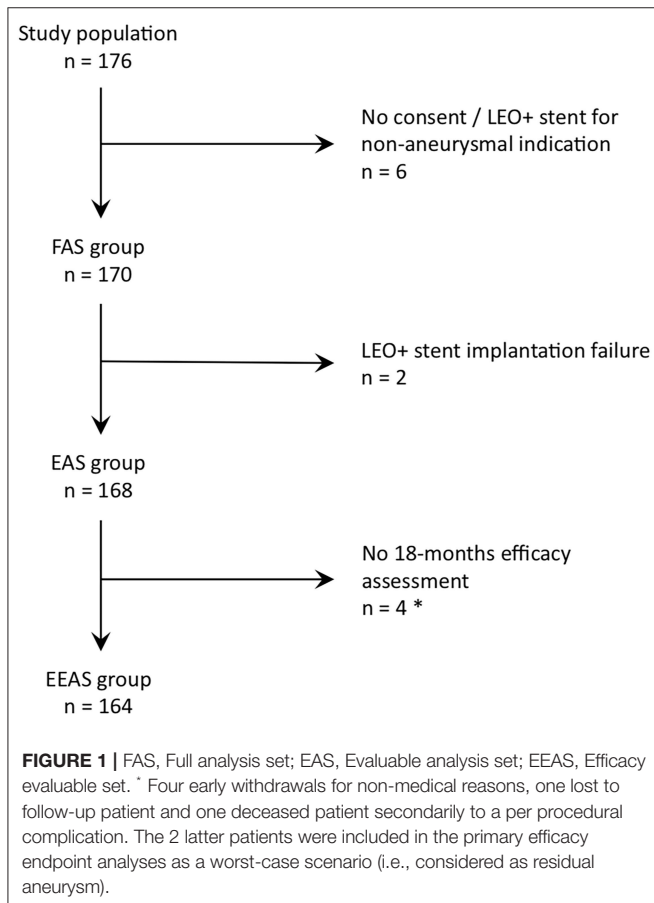 Study population
n = 176
No consent / LEO+ stent for
non-aneurysmal indication
n = 6
FAS group
n = 170
LEO+ stent implantation failure
n = 2
EAS group
n = 168
No 18-months efficacy
assessment
n = 4 *
EEAS group
n = 164
FIGURE 1 | FAS, Full analysis set; EAS, Evaluable analysis set; EEAS, Efficacy
evaluable set. * Four early withdrawals for non-medical reasons, one lost to
follow-up patient and one deceased patient secondarily to a per procedural
complication. The 2 latter patients were included in the primary efficacy
endpoint analyses as a worst-case scenario (i.e., considered as residual
aneurysm).